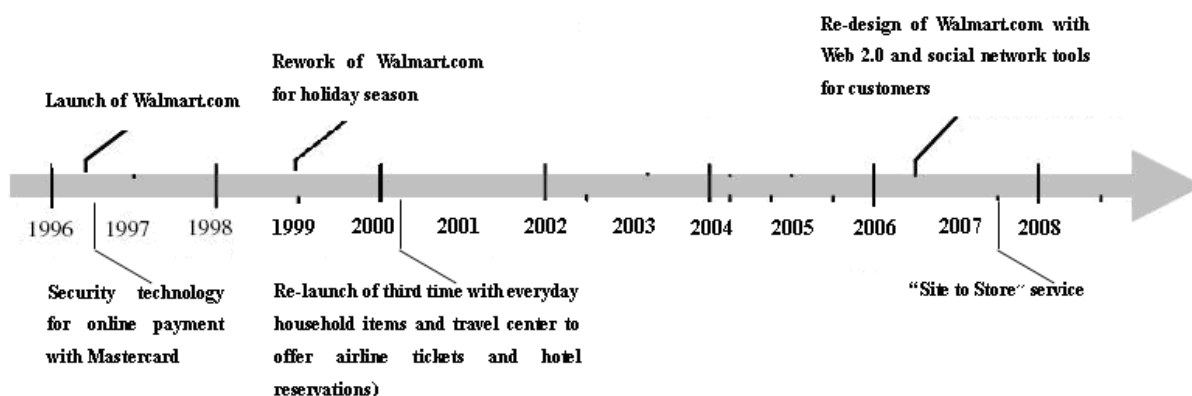 Re-design of Walmart.com with
Web 2.0 and social network tools
for customers
Rework of Walmart.com
for holiday season
Launch of Walmart.com
1996 1997 1998 1999 2000 2001 2002 2003 2004 2005 2006 2007 2008
Security technology
for online payment
with Mastercard
Re-launch of third time with everyday
household items and travel center to
offer airline tickets and hotel
reservations)
“Site to Store” service